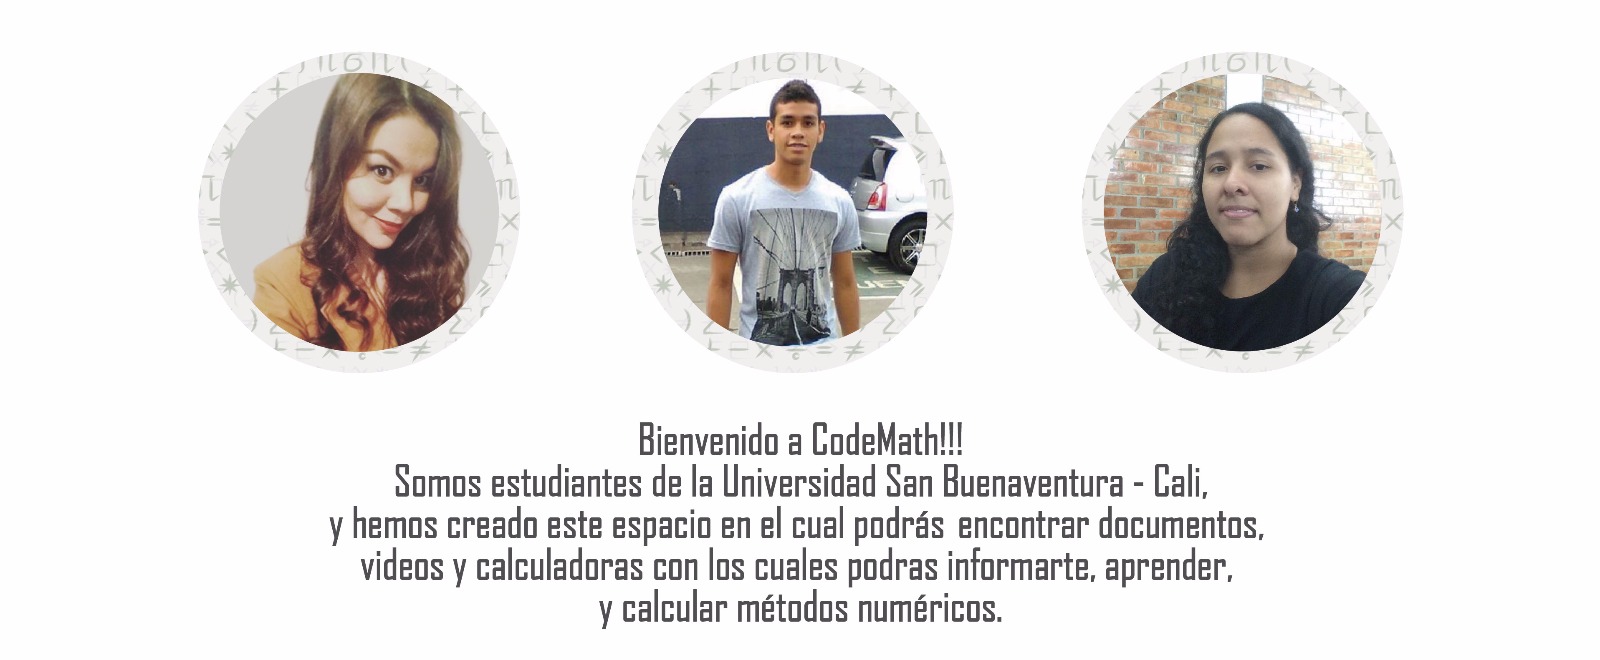 Bienvenido a CodeMath!!!
Somos estudiantes de la Universidad San Buenaventura - Cali,
y hemos creado este espacio en el cual podrás encontrar documentos,
videos y calculadoras con los cuales podras informarte, aprender,
y calcular métodos numéricos.